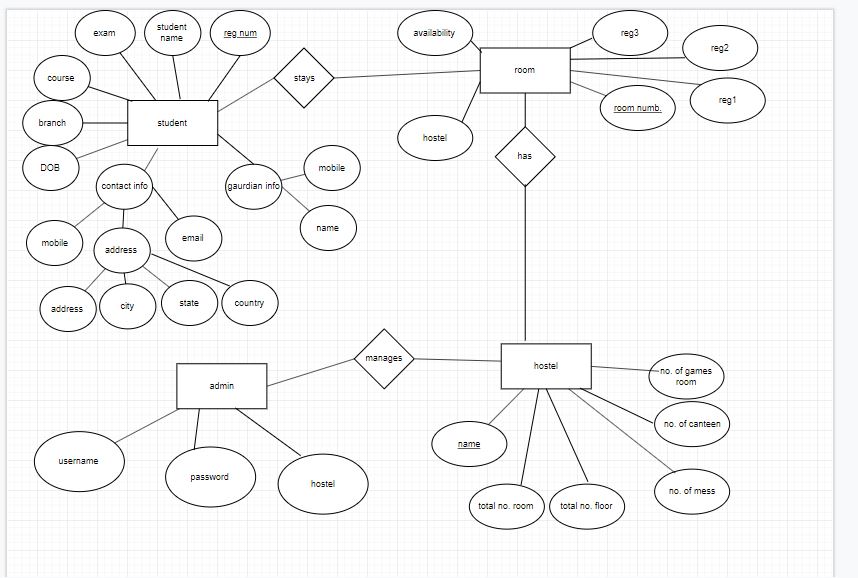 exam
student
name
reg num
availability
reg3
reg2
course
stays
room
reg1
room numb.
branch
student
hostel
DOB
contact info
gaurdian info
mobile
has
mobile
address
email
name
address
city
state
country
admin
manages
hostel
no. of games
room
no. of canteen
name
username
password
hostel
total no. room
total no. floor
no. of mess